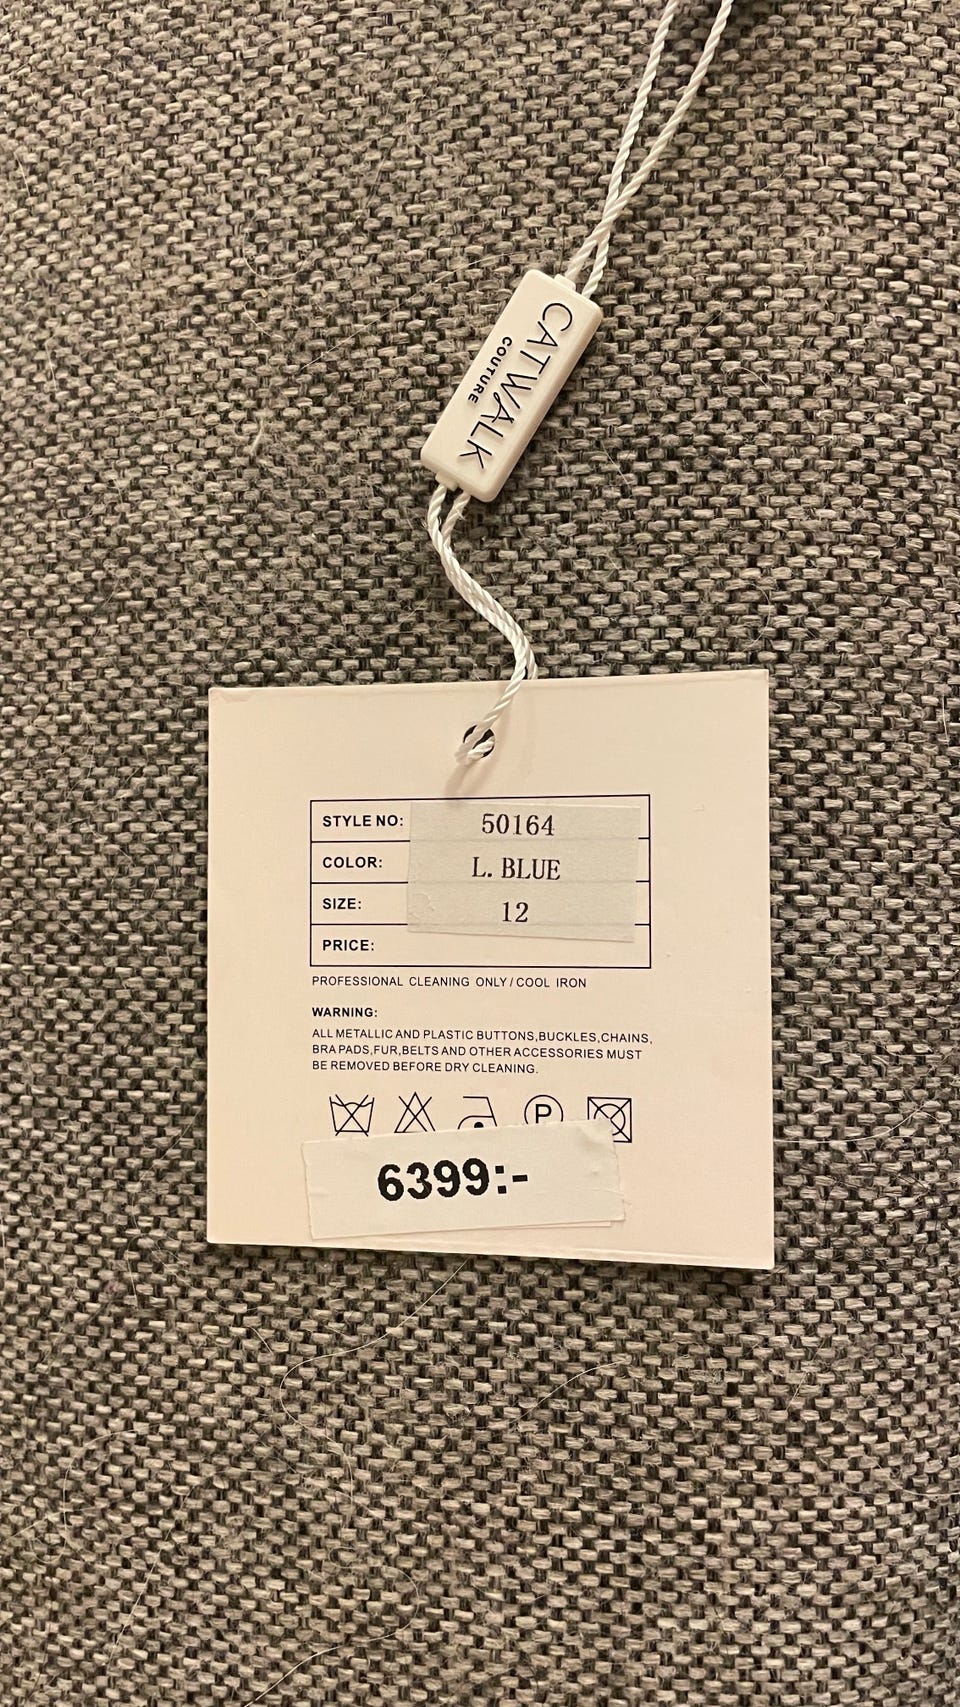 CATWALK
COUTURE
STYLE NO: 50164
COLOR: L. BLUE
SIZE: 12
PRICE:
PROFESSIONAL CLEANING ONLY / COOL IRON
WARNING:
ALL METALLIC AND PLASTIC BUTTONS,BUCKLES,CHAINS,
BRA PADS,FUR,BELTS AND OTHER ACCESSORIES MUST
BE REMOVED BEFORE DRY CLEANING.
P
6399:-